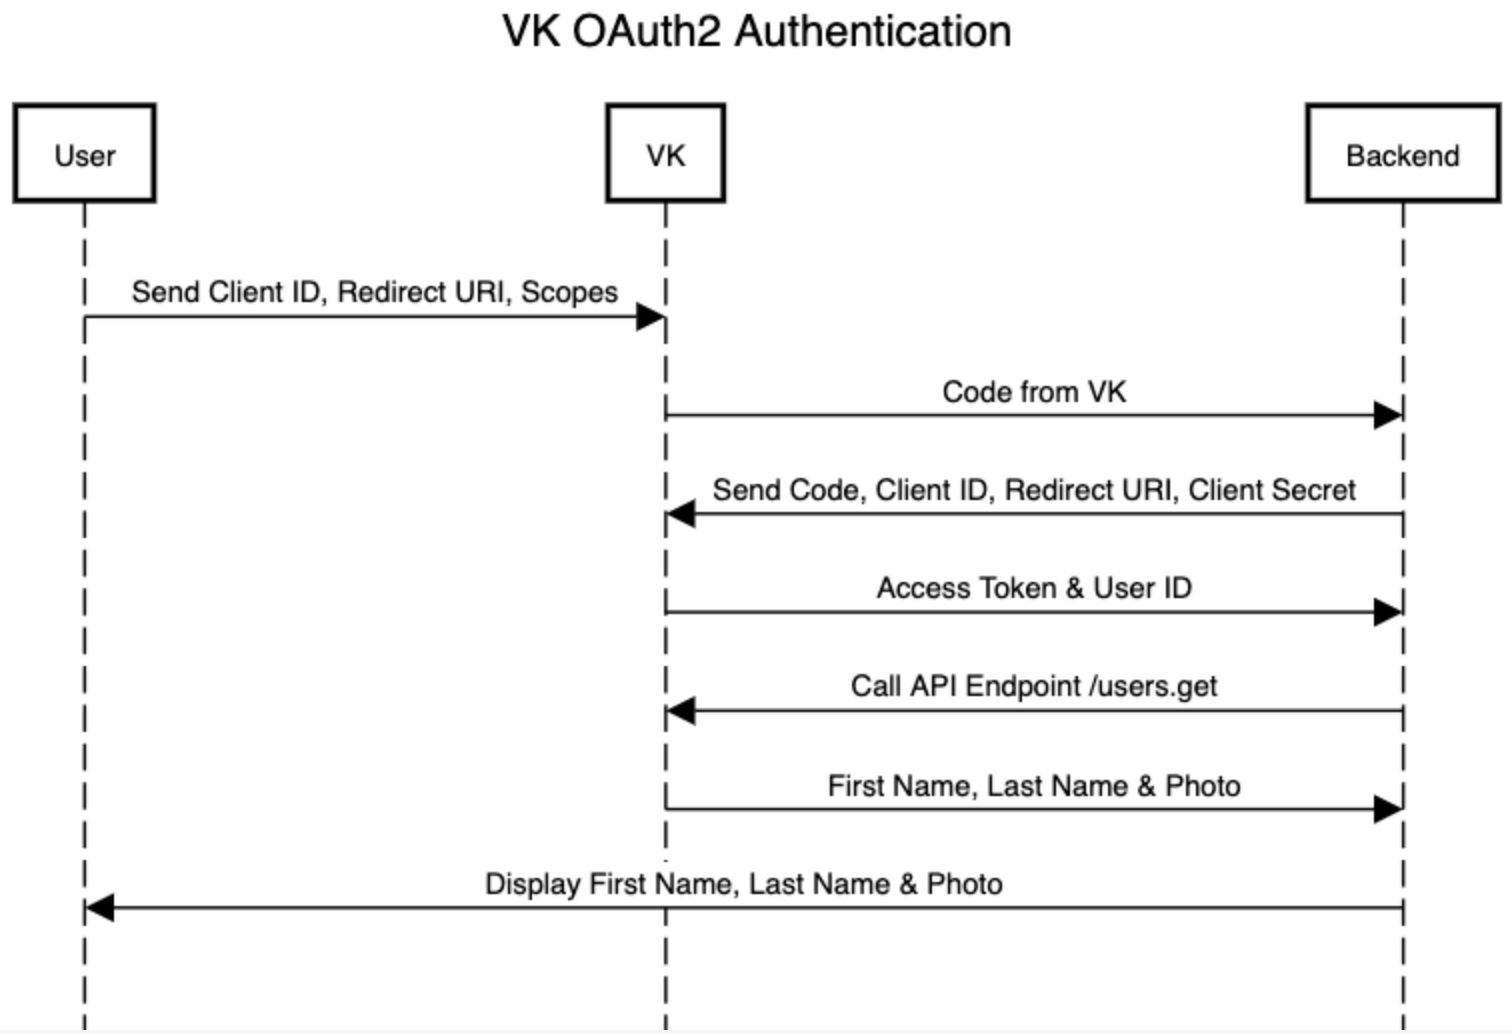 VK OAuth2 Authentication
User
VK
Backend
Send Client ID, Redirect URI, Scopes
Code from VK
Send Code, Client ID, Redirect URI, Client Secret
Access Token & User ID
Call API Endpoint /users.get
First Name, Last Name & Photo
Display First Name, Last Name & Photo